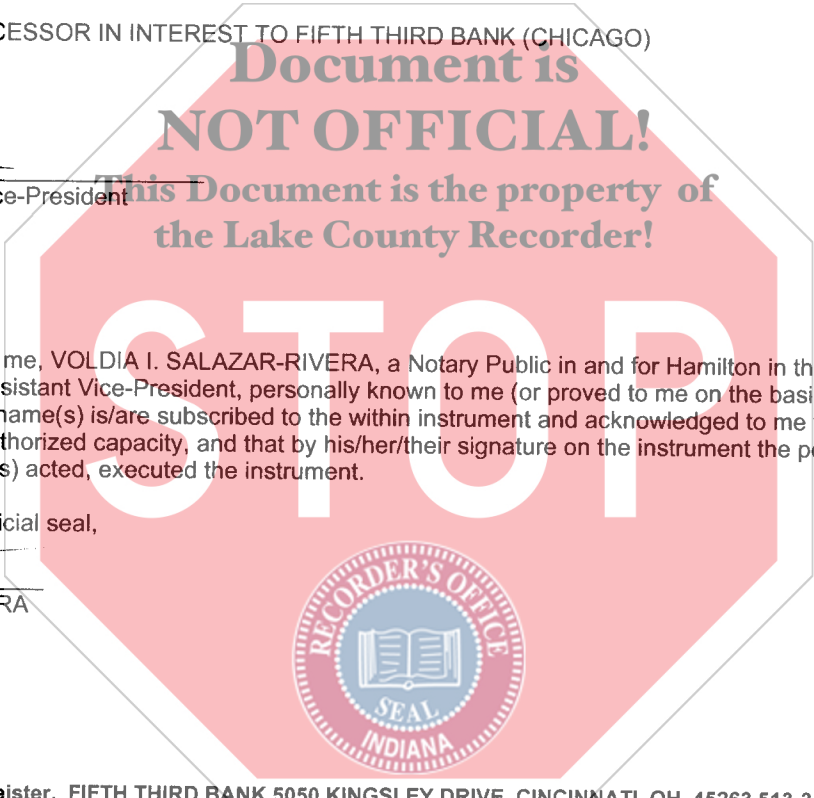 CESSOR IN INTEREST TO FIFTH THIRD BANK (CHICAGO)
Document is
NOT OFFICIAL!
This Document is the property of
the Lake County Recorder!
ce-President
STOP
me, VOLDIA I. SALAZAR-RIVERA, a Notary Public in and for Hamilton in th
sistant Vice-President, personally known to me (or proved to me on the basi
name(s) is/are subscribed to the within instrument and acknowledged to me
thorized capacity, and that by his/her/their signature on the instrument the pe
s) acted, executed the instrument.
icial seal,
RA
RECORDER'S OFFICE
SEAL
INDIANA
eister, FIFTH THIRD BANK 5050 KINGSLEY DRIVE, CINCINNATI, OH 45263 513-3